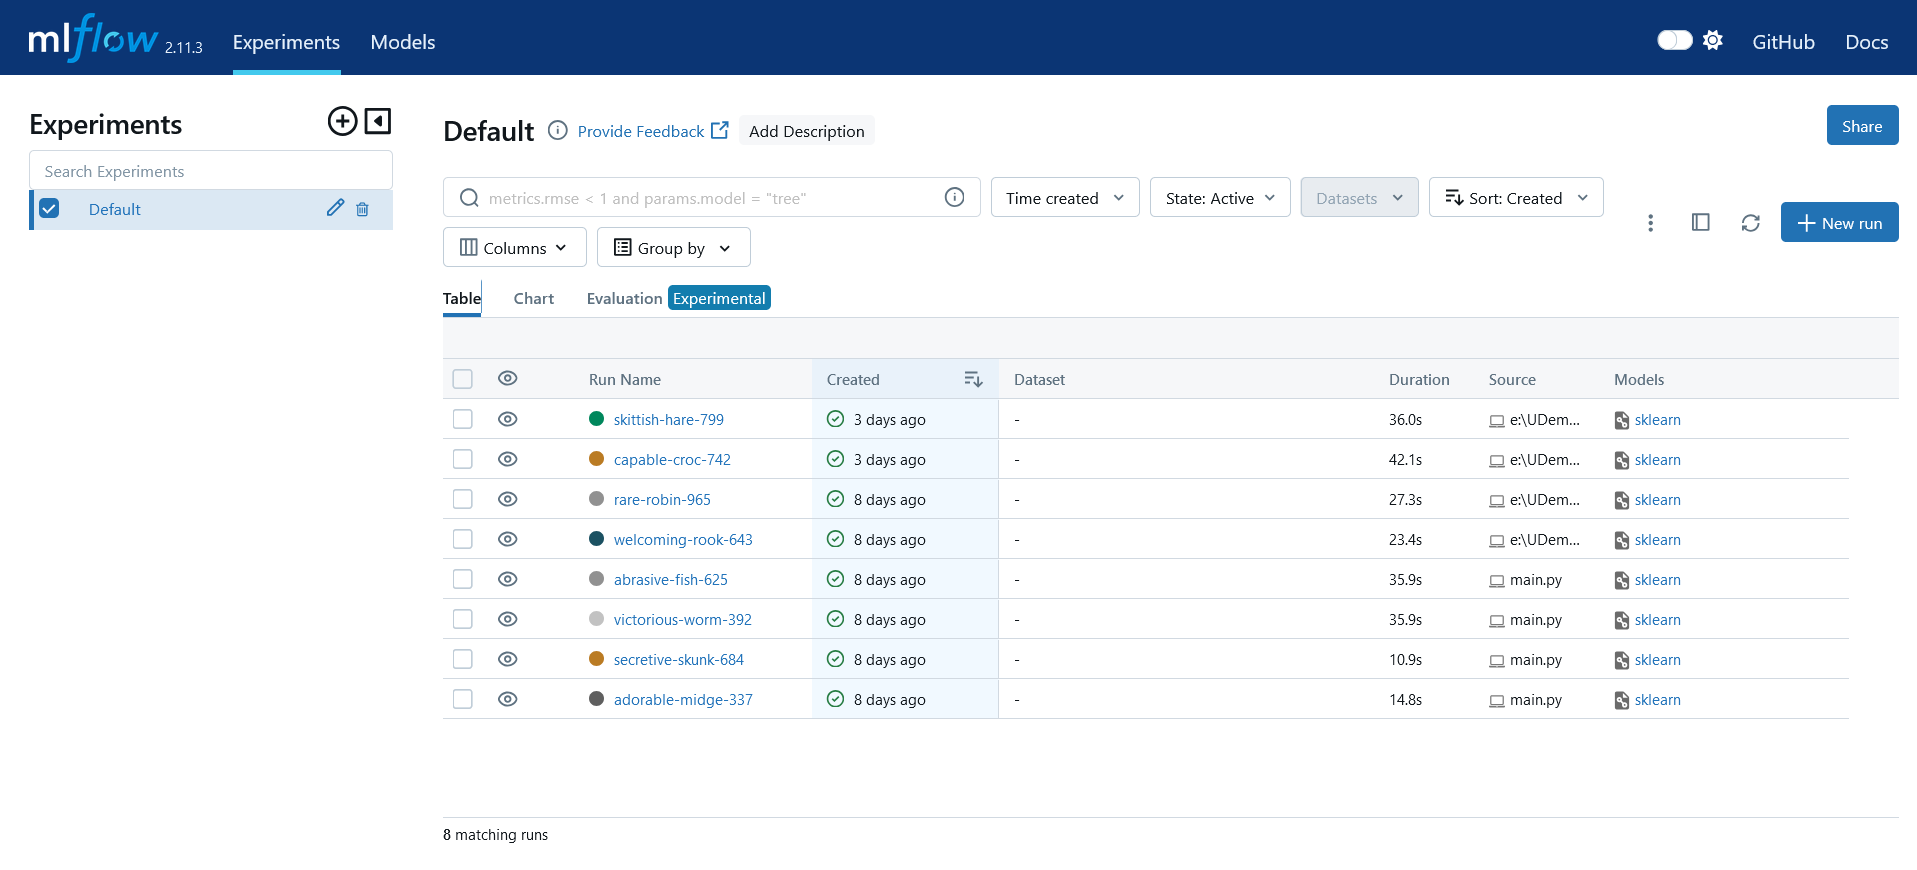 mlflow 2.11.3 Experiments Models GitHub Docs
Experiments
Search Experiments
Default
Default Provide Feedback Add Description Share
metrics.rmse < 1 and params.model = "tree" Time created State: Active Datasets Sort: Created
Columns Group by New run
Table Chart Evaluation Experimental
Run Name Created Dataset Duration Source Models
skittish-hare-799 3 days ago - 36.0s e:\UDem... sklearn
capable-croc-742 3 days ago - 42.1s e:\UDem... sklearn
rare-robin-965 8 days ago - 27.3s e:\UDem... sklearn
welcoming-rook-643 8 days ago - 23.4s e:\UDem... sklearn
abrasive-fish-625 8 days ago - 35.9s main.py sklearn
victorious-worm-392 8 days ago - 35.9s main.py sklearn
secretive-skunk-684 8 days ago - 10.9s main.py sklearn
adorable-midge-337 8 days ago - 14.8s main.py sklearn
8 matching runs